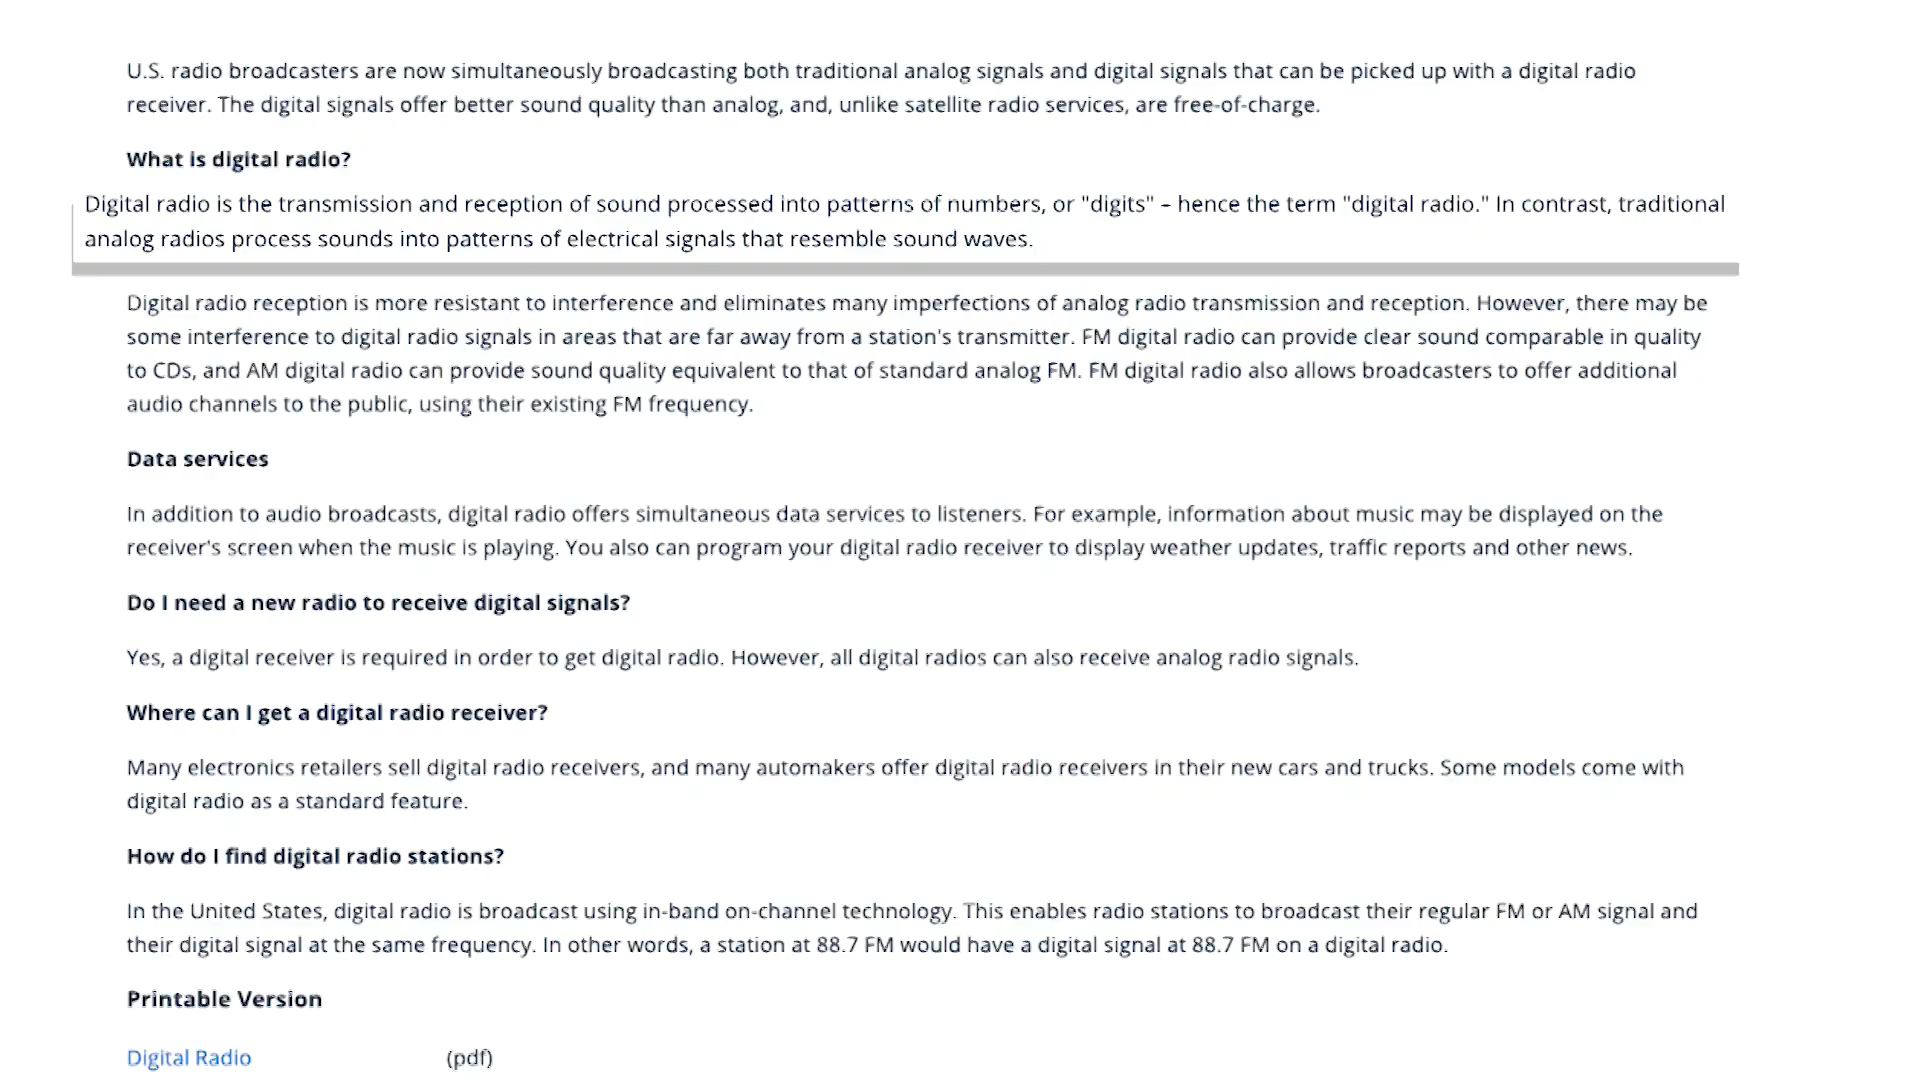 U.S. radio broadcasters are now simultaneously broadcasting both traditional analog signals and digital signals that can be picked up with a digital radio
receiver. The digital signals offer better sound quality than analog, and, unlike satellite radio services, are free-of-charge.
What is digital radio?
Digital radio is the transmission and reception of sound processed into patterns of numbers, or "digits" – hence the term "digital radio." In contrast, traditional
analog radios process sounds into patterns of electrical signals that resemble sound waves.
Digital radio reception is more resistant to interference and eliminates many imperfections of analog radio transmission and reception. However, there may be
some interference to digital radio signals in areas that are far away from a station's transmitter. FM digital radio can provide clear sound comparable in quality
to CDs, and AM digital radio can provide sound quality equivalent to that of standard analog FM. FM digital radio also allows broadcasters to offer additional
audio channels to the public, using their existing FM frequency.
Data services
In addition to audio broadcasts, digital radio offers simultaneous data services to listeners. For example, information about music may be displayed on the
receiver's screen when the music is playing. You also can program your digital radio receiver to display weather updates, traffic reports and other news.
Do I need a new radio to receive digital signals?
Yes, a digital receiver is required in order to get digital radio. However, all digital radios can also receive analog radio signals.
Where can I get a digital radio receiver?
Many electronics retailers sell digital radio receivers, and many automakers offer digital radio receivers in their new cars and trucks. Some models come with
digital radio as a standard feature.
How do I find digital radio stations?
In the United States, digital radio is broadcast using in-band on-channel technology. This enables radio stations to broadcast their regular FM or AM signal and
their digital signal at the same frequency. In other words, a station at 88.7 FM would have a digital signal at 88.7 FM on a digital radio.
Printable Version
Digital Radio (pdf)